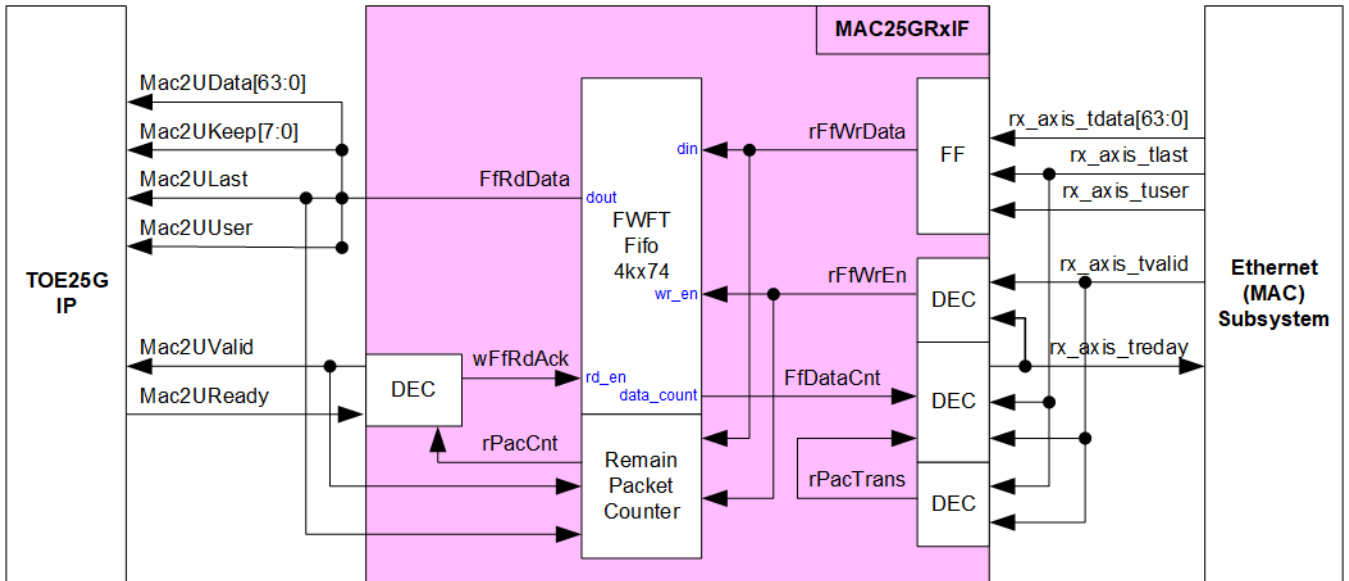 MAC25GRxIF
Mac2UData[63:0]
Mac2UKeep[7:0]
Mac2ULast
Mac2UUser
TOE25G
IP
Mac2UValid
Mac2UReady
FfRdData
dout
din
FWFT
Fifo
4kx74
wr_en
rd_en
data_count
DEC
wFfRdAck
rPacCnt
Remain
Packet
Counter
rFfWrData
rFfWrEn
FfDataCnt
rPacTrans
FF
DEC
DEC
DEC
rx_axis_tdata[63:0]
rx_axis_tlast
rx_axis_tuser
rx_axis_tvalid
rx_axis_treday
Ethernet
(MAC)
Subsystem